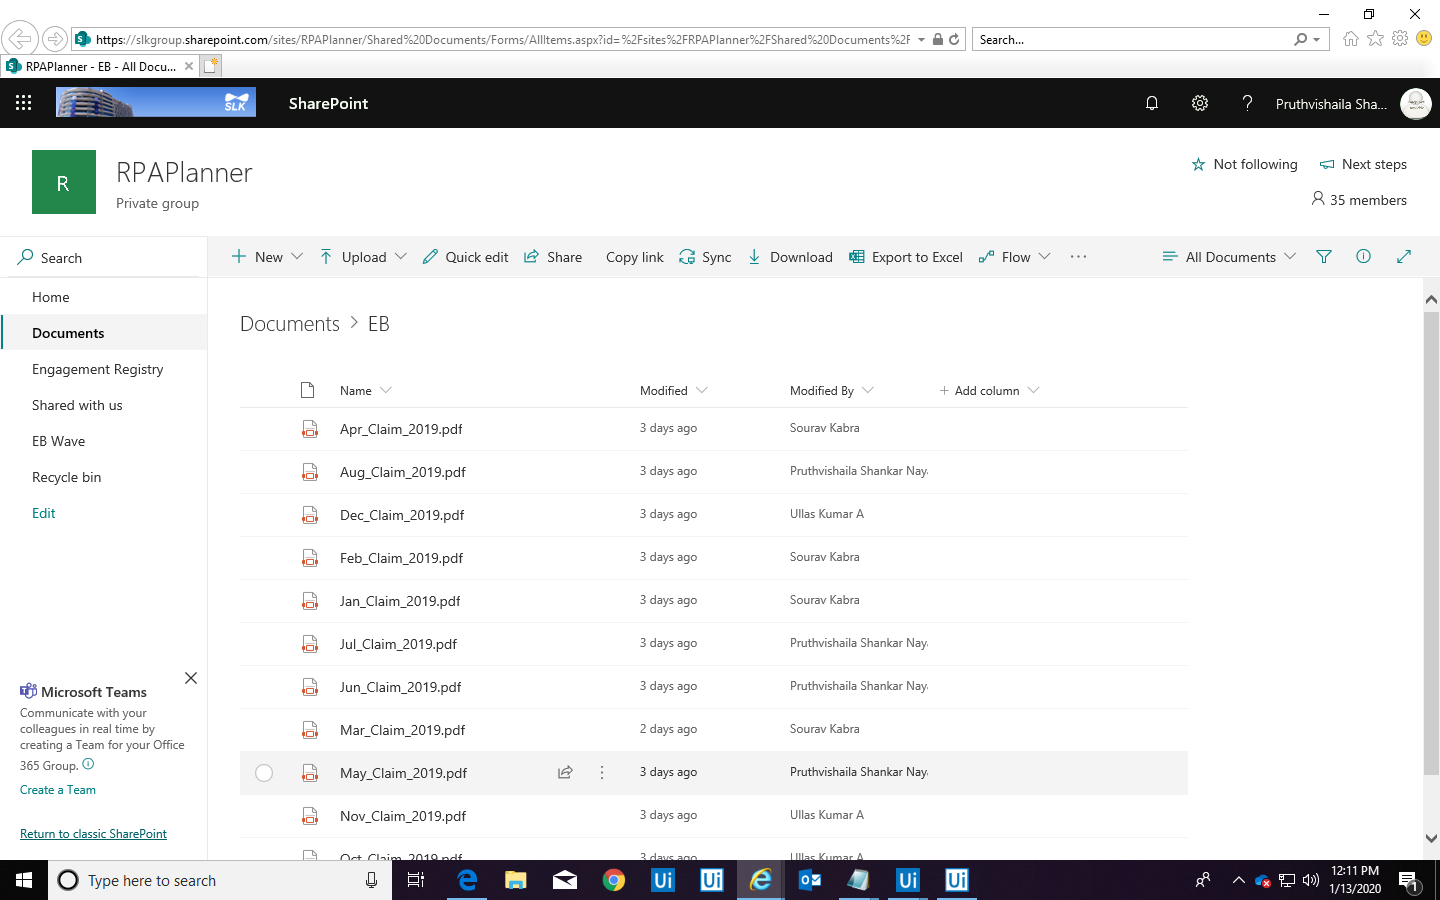 https://slkgroup.sharepoint.com/sites/RPAPlanner/Shared%20Documents/Forms/AllItems.aspx?id=%2Fsites%2FRPAPlanner%2FShared%20Documents%2F
Search...
RPAPlanner - EB - All Docu...
SLK
SharePoint
?
Pruthvishaila Sha...
R
RPAPlanner
Private group
Not following
Next steps
35 members
Search
New
Upload
Quick edit
Share
Copy link
Sync
Download
Export to Excel
Flow
...
All Documents
Home
Documents
Engagement Registry
Shared with us
EB Wave
Recycle bin
Edit
Documents > EB
Name
Modified
Modified By
+ Add column
Apr_Claim_2019.pdf 3 days ago Sourav Kabra
Aug_Claim_2019.pdf 3 days ago Pruthvishaila Shankar Nay
Dec_Claim_2019.pdf 3 days ago Ullas Kumar A
Feb_Claim_2019.pdf 3 days ago Sourav Kabra
Jan_Claim_2019.pdf 3 days ago Sourav Kabra
Jul_Claim_2019.pdf 3 days ago Pruthvishaila Shankar Nay
Jun_Claim_2019.pdf 3 days ago Pruthvishaila Shankar Nay
Mar_Claim_2019.pdf 2 days ago Sourav Kabra
May_Claim_2019.pdf 3 days ago Pruthvishaila Shankar Nay
Nov_Claim_2019.pdf 3 days ago Ullas Kumar A
Oct_Claim_2019.pdf 3 days ago Ullas Kumar A
Microsoft Teams
Communicate with your
colleagues in real time by
creating a Team for your Office
365 Group.
Create a Team
Return to classic SharePoint
Type here to search
Ui
Ui
Ui
Ui
12:11 PM
1/13/2020
1